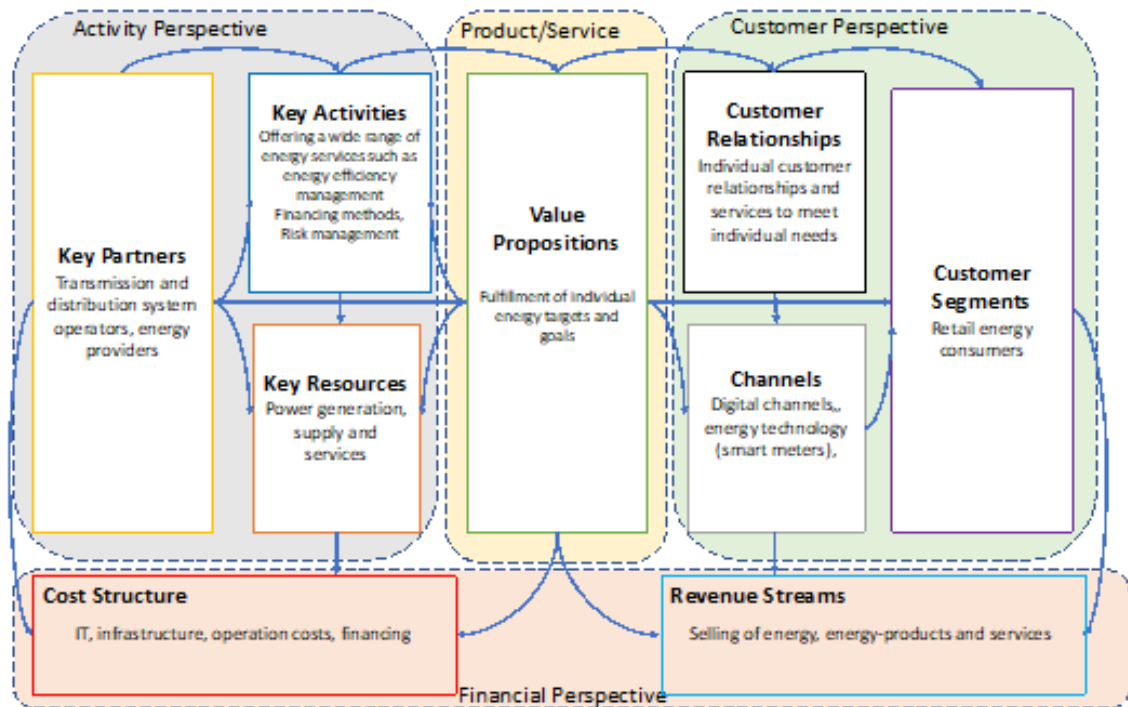 Activity Perspective
Product/Service
Customer Perspective
Key Partners
Transmission and
distribution system
operators, energy
providers
Key Activities
Offering a wide range of
energy services such as
energy efficiency
management
Financing methods,
Risk management
Key Resources
Power generation,
supply and
services
Value
Propositions
Fulfillment of individual
energy targets and
goals
Customer
Relationships
Individual customer
relationships and
services to meet
individual needs
Channels
Digital channels,,
energy technology
(smart meters),
Customer
Segments
Retail energy
consumers
Cost Structure
IT, infrastructure, operation costs, financing
Revenue Streams
Selling of energy, energy-products and services
Financial Perspective